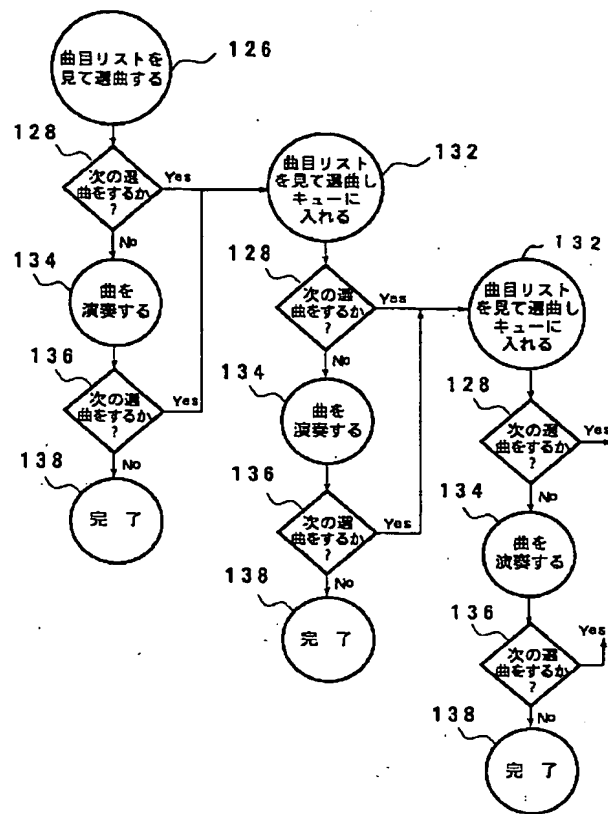 126
曲目リストを
見て選曲する
128
次の選
曲をするか
?
Yes
No
134
曲を
演奏する
136
次の選
曲をするか
?
Yes
No
138
完 了
132
曲目リスト
を見て選曲し
キューに
入れる
128
次の選
曲をするか
?
Yes
No
134
曲を
演奏する
136
次の選
曲をするか
?
Yes
No
138
完 了
132
曲目リスト
を見て選曲し
キューに
入れる
128
次の選
曲をするか
?
Yes
No
134
曲を
演奏する
136
次の選
曲をするか
?
Yes
No
138
完 了